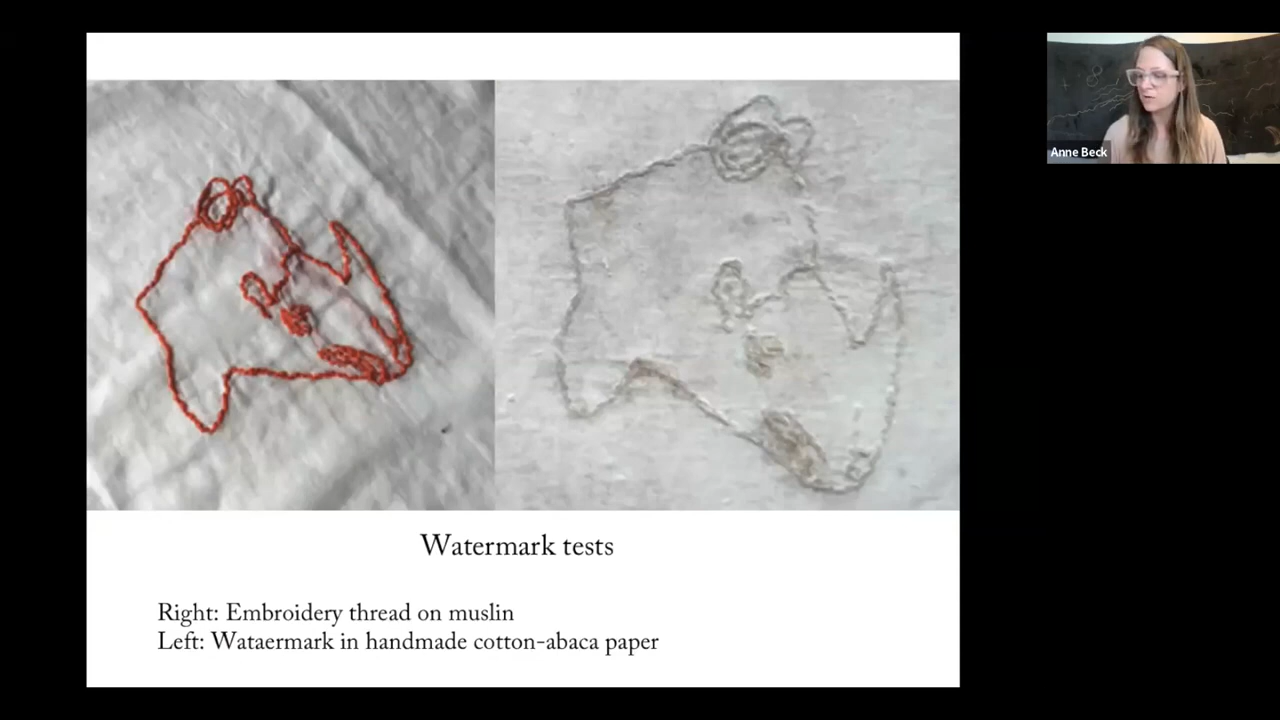 Anne Beck
Watermark tests
Right: Embroidery thread on muslin
Left: Wataermark in handmade cotton-abaca paper